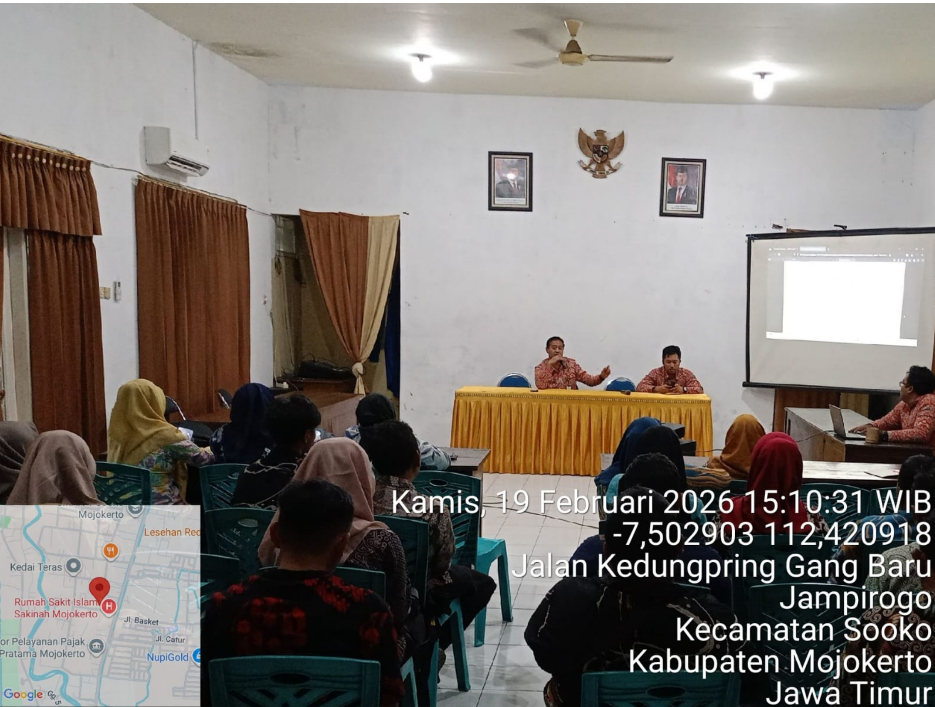 Kamis, 19 Februari 2026 15:10:31 WIB
-7,502903 112,420918
Jalan Kedungpring Gang Baru
Jampirogo
Kecamatan Sooko
Kabupaten Mojokerto
Jawa Timur
Mojokerto
Lesehan Rec
Kedai Teras
Rumah Sakit Islam
Sakinah Mojokerto
H
Jl. Basket
Jl. Catur
or Pelayanan Pajak
Pratama Mojokerto
NupiGold
Google